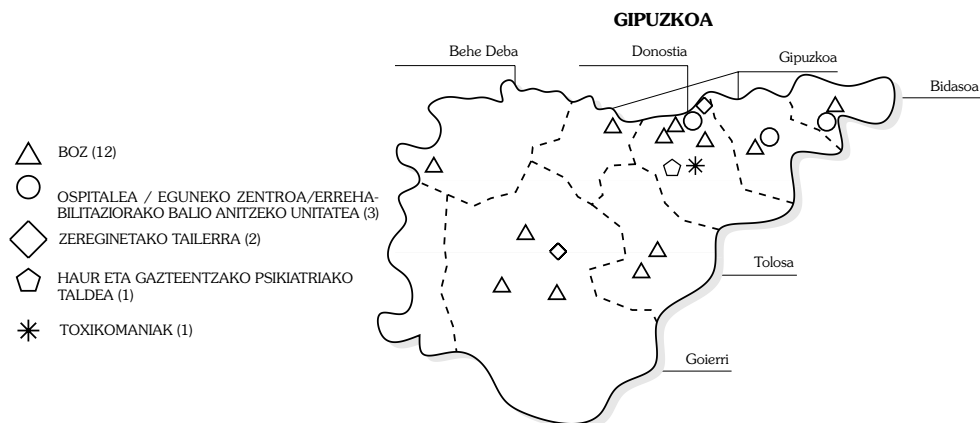 GIPUZKOA
Behe Deba
Donostia
Gipuzkoa
Bidasoa
BOZ (12)
OSPITALEA / EGUNEKO ZENTROA/ERREHA-
BILITAZIORAKO BALIO ANITZEKO UNITATEA (3)
ZEREGINETAKO TAILERRA (2)
HAUR ETA GAZTEENTZAKO PSIKIATRIAKO
TALDEA (1)
TOXIKOMANIAK (1)
Tolosa
Goierri